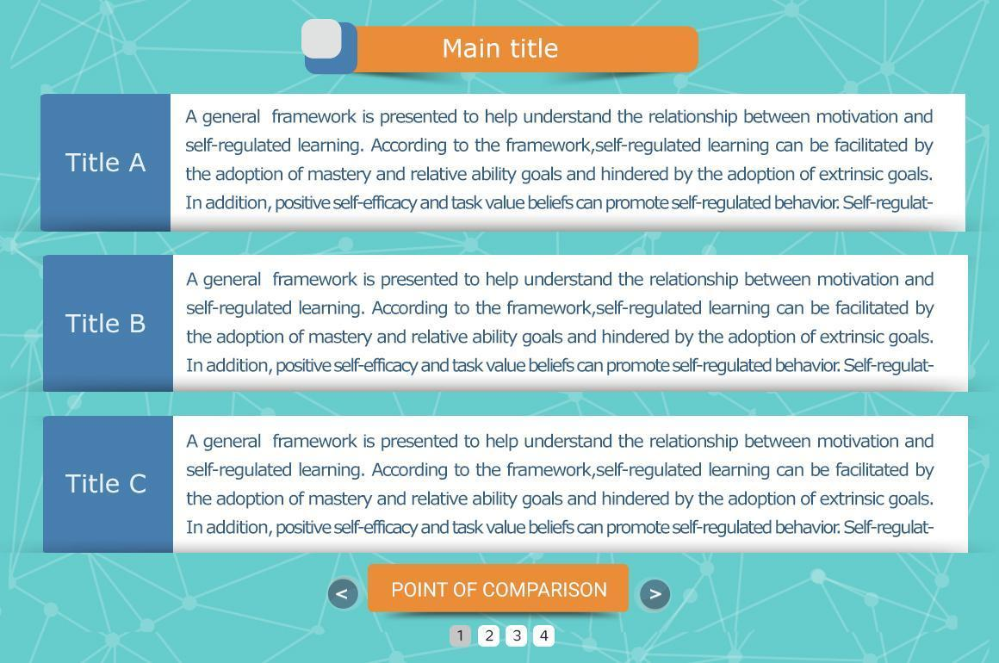 Main title
Title A
A general framework is presented to help understand the relationship between motivation and
self-regulated learning. According to the framework,self-regulated learning can be facilitated by
the adoption of mastery and relative ability goals and hindered by the adoption of extrinsic goals.
In addition, positive self-efficacy and task value beliefs can promote self-regulated behavior. Self-regulat-
Title B
A general framework is presented to help understand the relationship between motivation and
self-regulated learning. According to the framework,self-regulated learning can be facilitated by
the adoption of mastery and relative ability goals and hindered by the adoption of extrinsic goals.
In addition, positive self-efficacy and task value beliefs can promote self-regulated behavior. Self-regulat-
Title C
A general framework is presented to help understand the relationship between motivation and
self-regulated learning. According to the framework,self-regulated learning can be facilitated by
the adoption of mastery and relative ability goals and hindered by the adoption of extrinsic goals.
In addition, positive self-efficacy and task value beliefs can promote self-regulated behavior. Self-regulat-
< POINT OF COMPARISON >
1 2 3 4